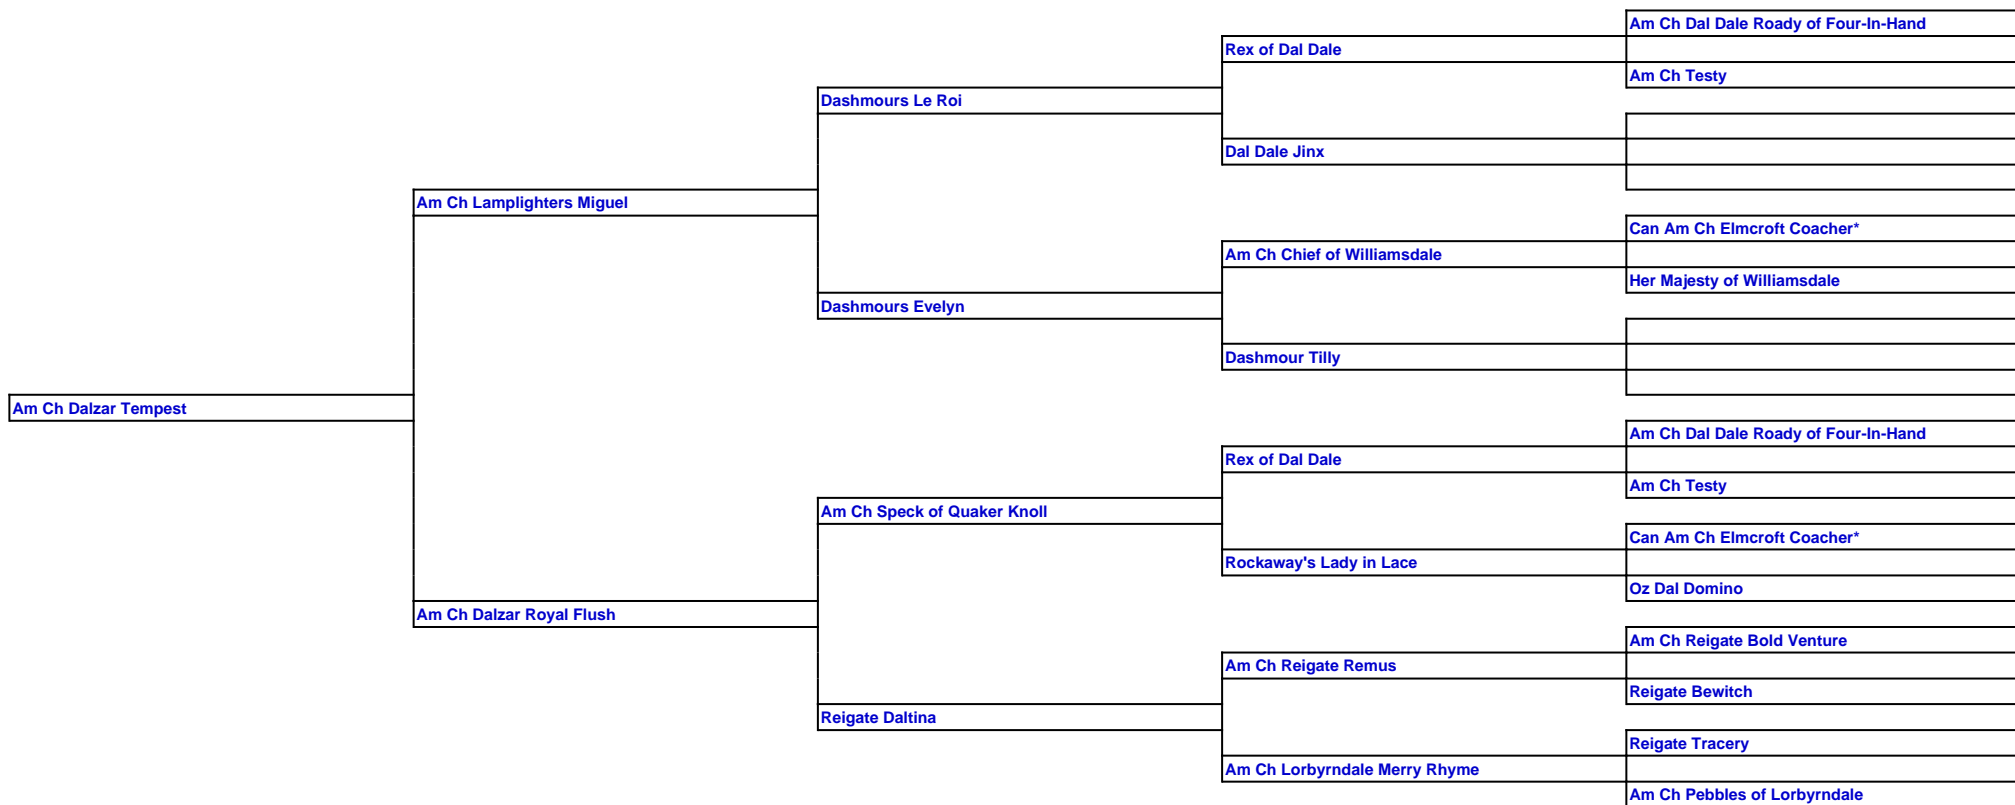 Am Ch Dal Dale Roady of Four-In-Hand
Rex of Dal Dale
Am Ch Testy
Dashmours Le Roi
Dal Dale Jinx
Am Ch Lamplighters Miguel
Can Am Ch Elmcroft Coacher*
Am Ch Chief of Williamsdale
Her Majesty of Williamsdale
Dashmours Evelyn
Dashmour Tilly
Am Ch Dalzar Tempest
Am Ch Dal Dale Roady of Four-In-Hand
Rex of Dal Dale
Am Ch Testy
Am Ch Speck of Quaker Knoll
Can Am Ch Elmcroft Coacher*
Rockaway's Lady in Lace
Oz Dal Domino
Am Ch Dalzar Royal Flush
Am Ch Reigate Bold Venture
Am Ch Reigate Remus
Reigate Bewitch
Reigate Daltina
Reigate Tracery
Am Ch Lorbyrndale Merry Rhyme
Am Ch Pebbles of Lorbyrndale